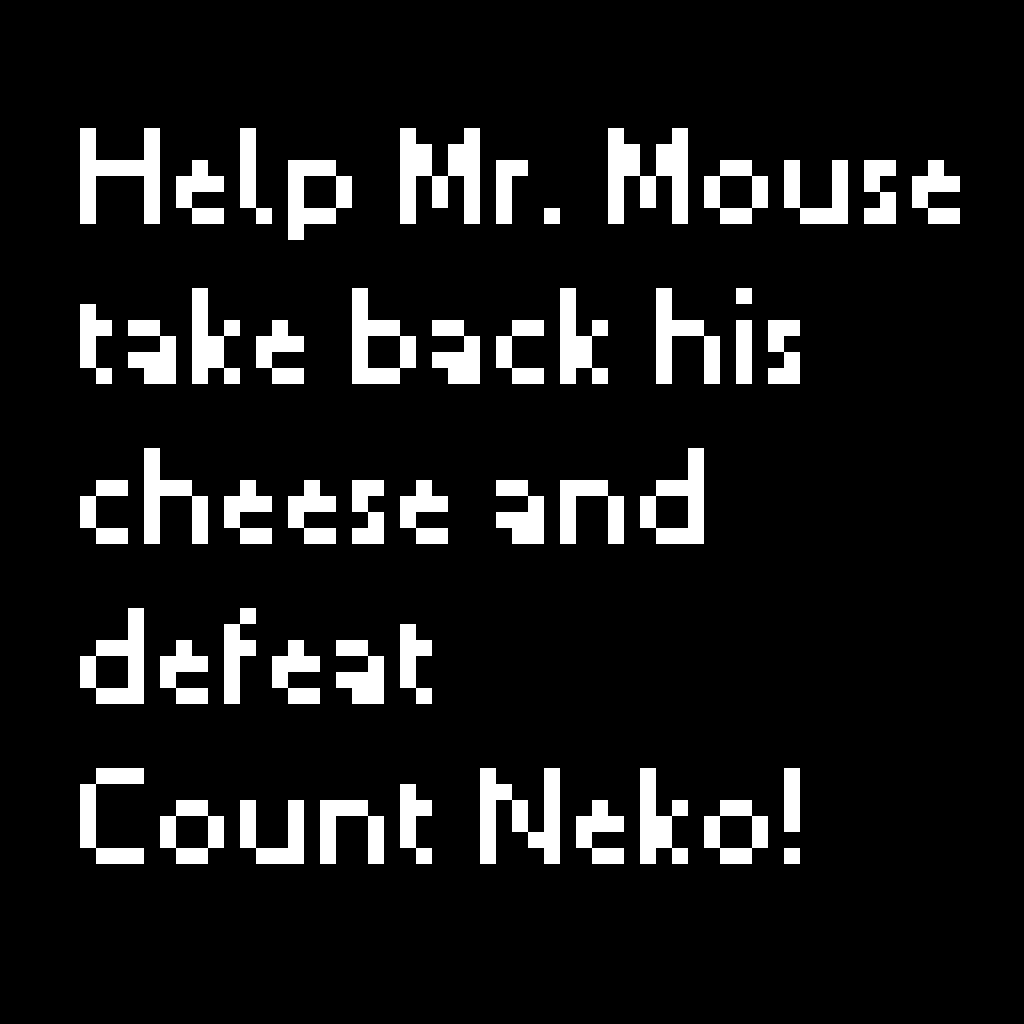 Help Mr. Mouse
take back his
cheese and
defeat
Count Neko!